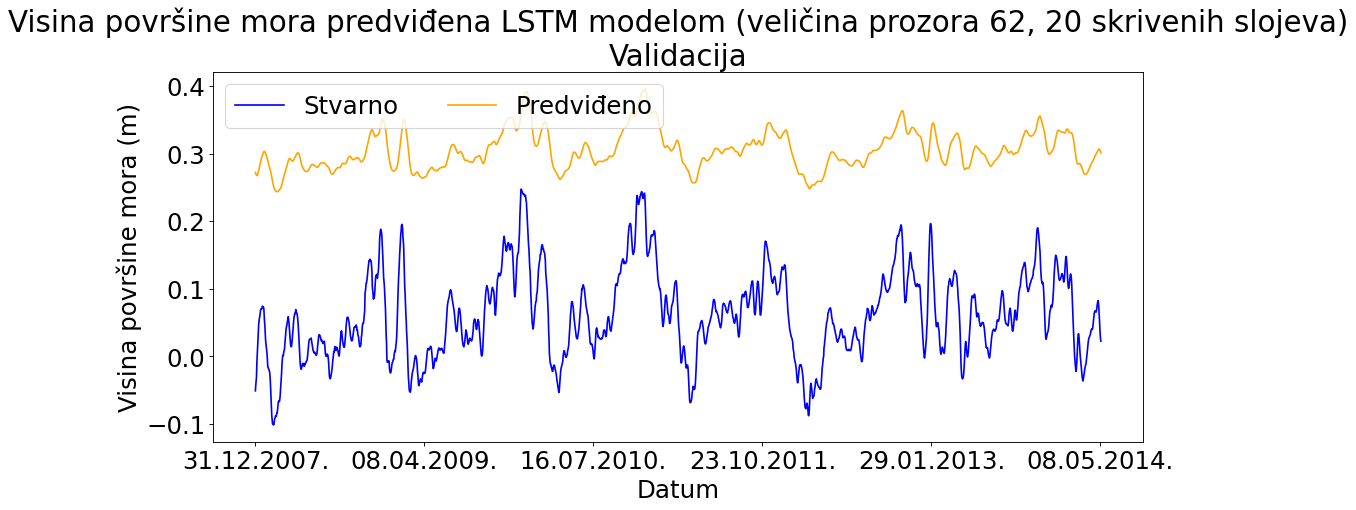 Visina površine mora predviđena LSTM modelom (veličina prozora 62, 20 skrivenih slojeva)
Validacija
Stvarno Predviđeno
Visina površine mora (m)
0.4
0.3
0.2
0.1
0.0
−0.1
31.12.2007. 08.04.2009. 16.07.2010. 23.10.2011. 29.01.2013. 08.05.2014.
Datum